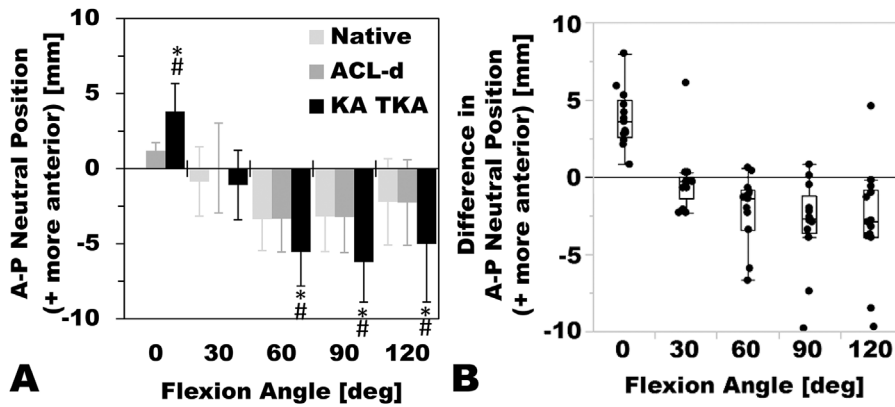 10
5
0
-5
-10
A-P Neutral Position
(+ more anterior) [mm]
Native
ACL-d
KA TKA
*
#
*
#
*
#
*
#
0 30 60 90 120
Flexion Angle [deg]
A
10
5
0
-5
-10
Difference in
A-P Neutral Position
(+ more anterior) [mm]
0 30 60 90 120
Flexion Angle [deg]
B